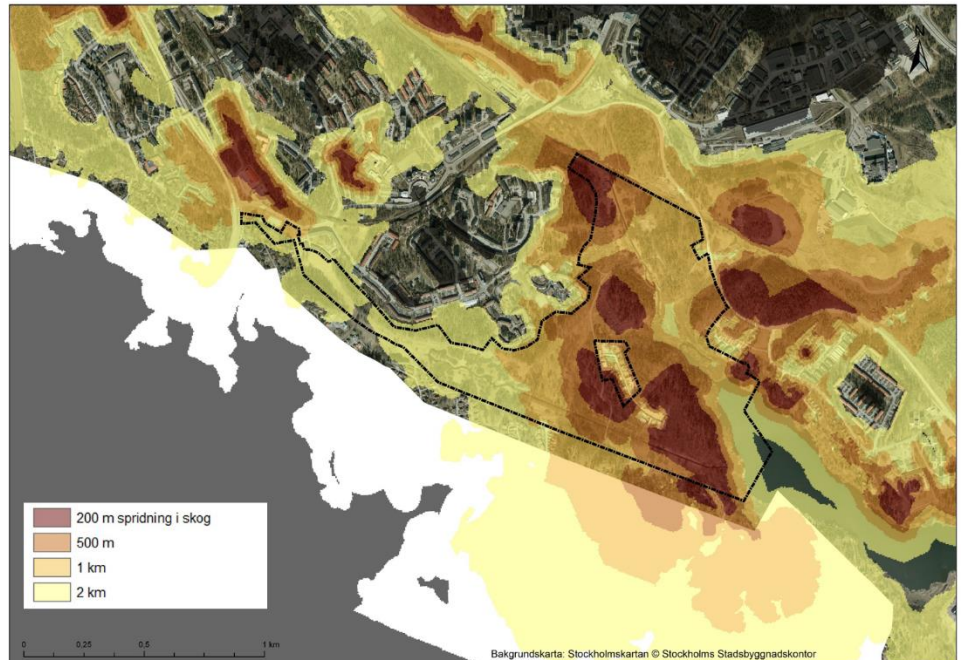 N
200 m spridning i skog
500 m
1 km
2 km
0 0,25 0,5 1 km
Bakgrundskarta: Stockholmskartan © Stockholms Stadsbyggnadskontor